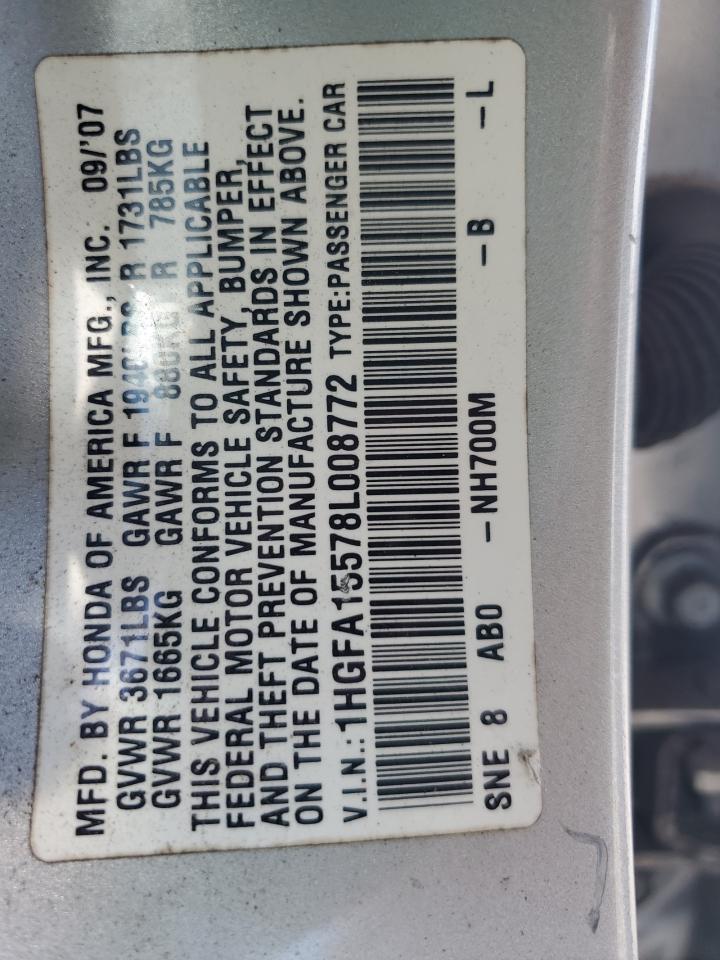 MFD. BY HONDA OF AMERICA MFG., INC. 09/'07
GVWR 3671LBS GAWR F 1940LBS R 1731LBS
GVWR 1665KG GAWR F 880KG R 785KG
THIS VEHICLE CONFORMS TO ALL APPLICABLE
FEDERAL MOTOR VEHICLE SAFETY, BUMPER,
AND THEFT PREVENTION STANDARDS IN EFFECT
ON THE DATE OF MANUFACTURE SHOWN ABOVE.
V.I.N.: 1HGFA15578L008772 TYPE:PASSENGER CAR
SNE 8 AB0 –NH700M –B –L